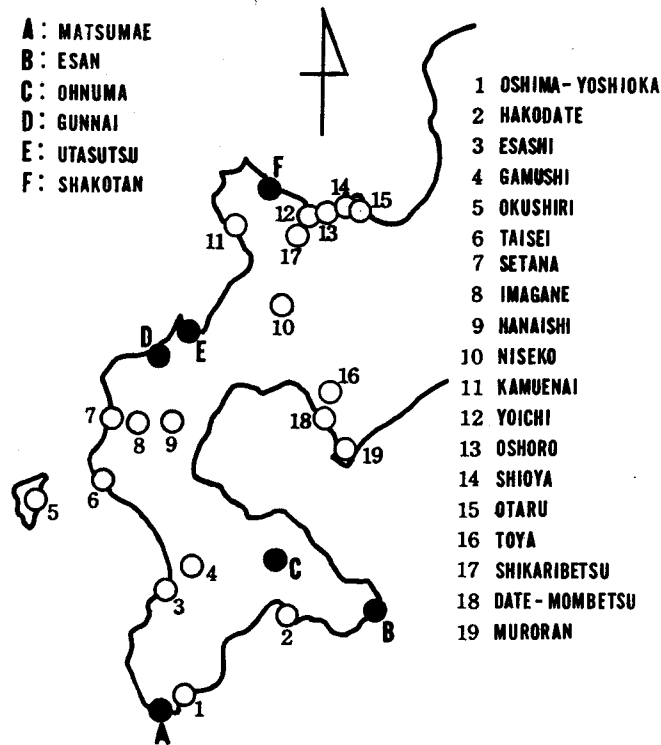 A: MATSUMAE
B: ESAN
C: OHNUMA
D: GUNNAI
E: UTASUTSU
F: SHAKOTAN
1 OSHIMA-YOSHIOKA
2 HAKODATE
3 ESASHI
4 GAMUSHI
5 OKUSHIRI
6 TAISEI
7 SETANA
8 IMAGANE
9 HANAISHI
10 NISEKO
11 KAMUENAI
12 YOICHI
13 OSHORO
14 SHIOYA
15 OTARU
16 TOYA
17 SHIKARIBETSU
18 DATE-MOMBETSU
19 MURORAN
F
14
15
12
13
11
17
10
E
D
16
7
8
9
18
19
6
5
C
4
3
2
B
1
A